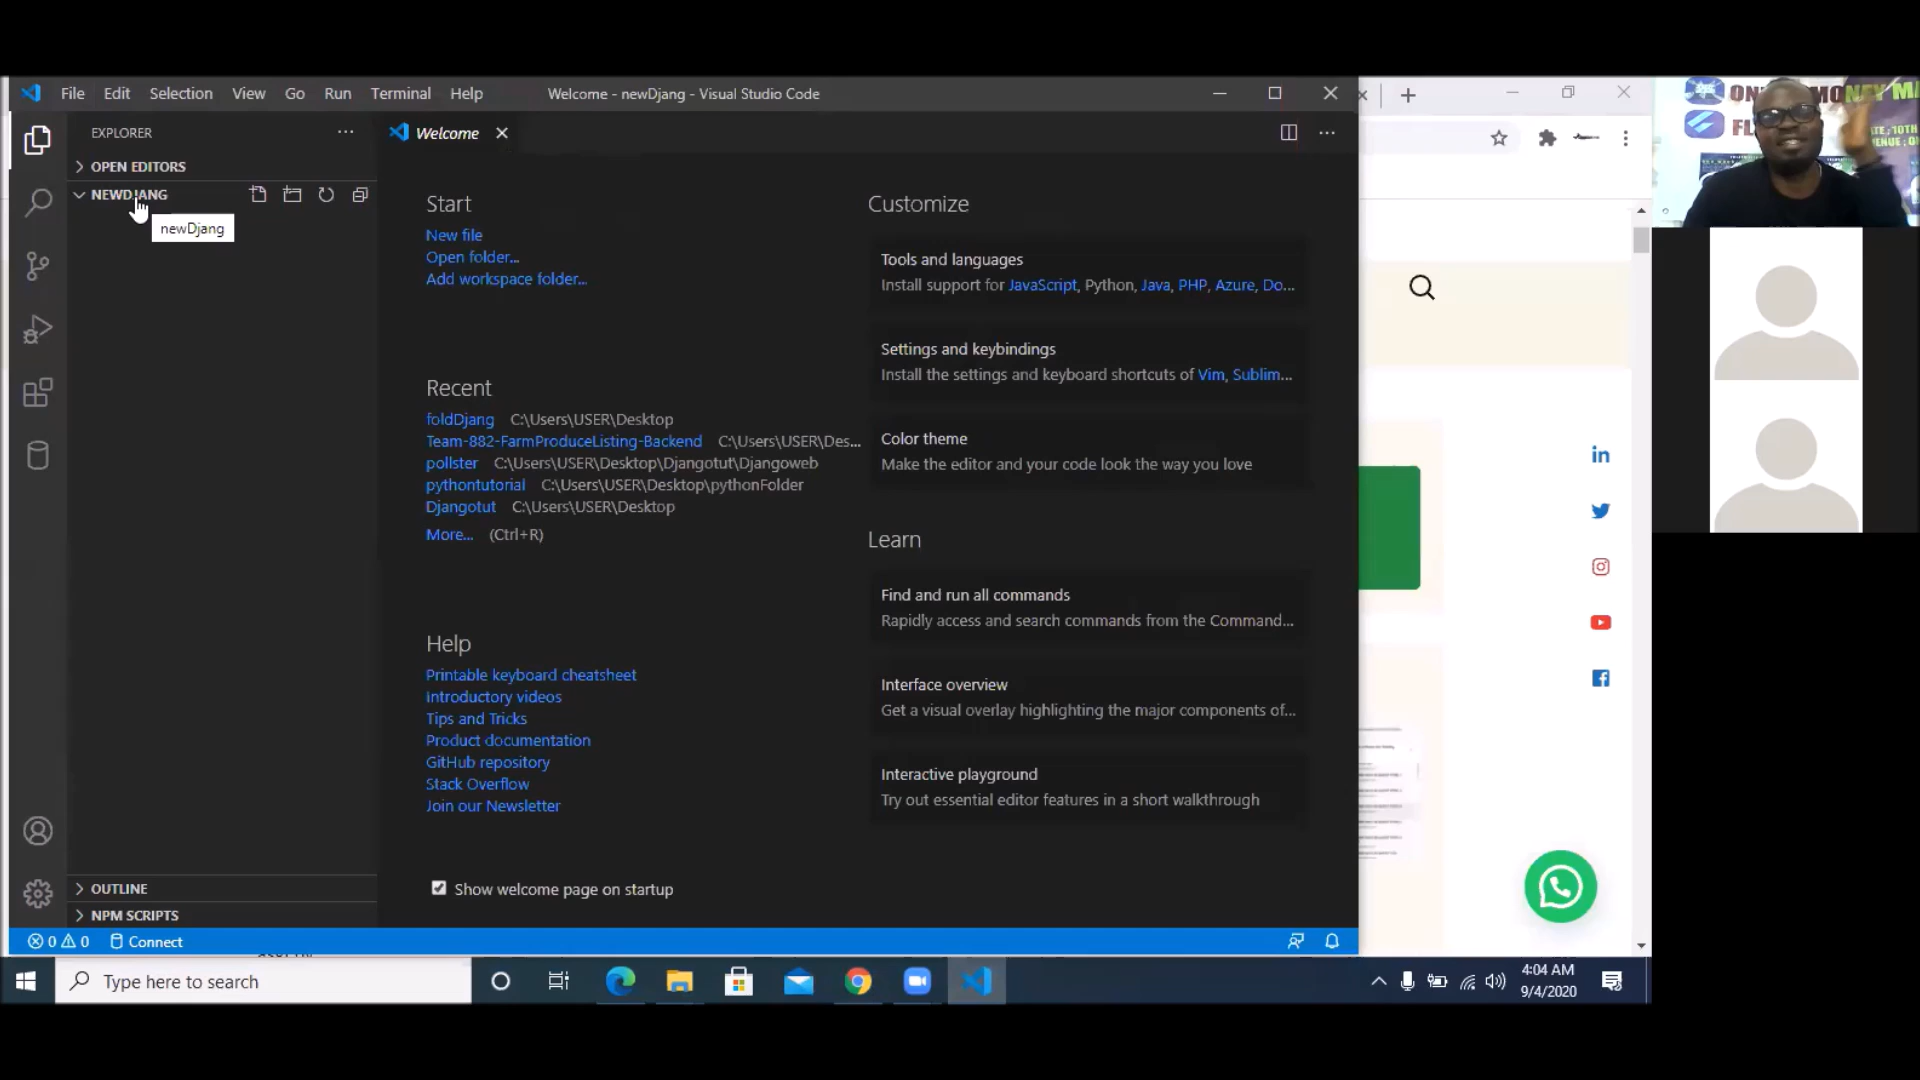 File Edit Selection View Go Run Terminal Help
Welcome - newDjang - Visual Studio Code
EXPLORER
Welcome
OPEN EDITORS
NEWDJANG
newDjang
Start
New file
Open folder...
Add workspace folder...
Recent
foldDjang C:\Users\USER\Desktop
Team-882-FarmProduceListing-Backend C:\Users\USER\Des...
pollster C:\Users\USER\Desktop\Djangotut\Djangoweb
pythontutorial C:\Users\USER\Desktop\pythonFolder
Djangotut C:\Users\USER\Desktop
More... (Ctrl+R)
Help
Printable keyboard cheatsheet
Introductory videos
Tips and Tricks
Product documentation
GitHub repository
Stack Overflow
Join our Newsletter
Show welcome page on startup
Customize
Tools and languages
Install support for JavaScript, Python, Java, PHP, Azure, Do...
Settings and keybindings
Install the settings and keyboard shortcuts of Vim, Sublim...
Color theme
Make the editor and your code look the way you love
Learn
Find and run all commands
Rapidly access and search commands from the Command...
Interface overview
Get a visual overlay highlighting the major components of...
Interactive playground
Try out essential editor features in a short walkthrough
OUTLINE
NPM SCRIPTS
0 0 Connect
Type here to search
4:04 AM
9/4/2020